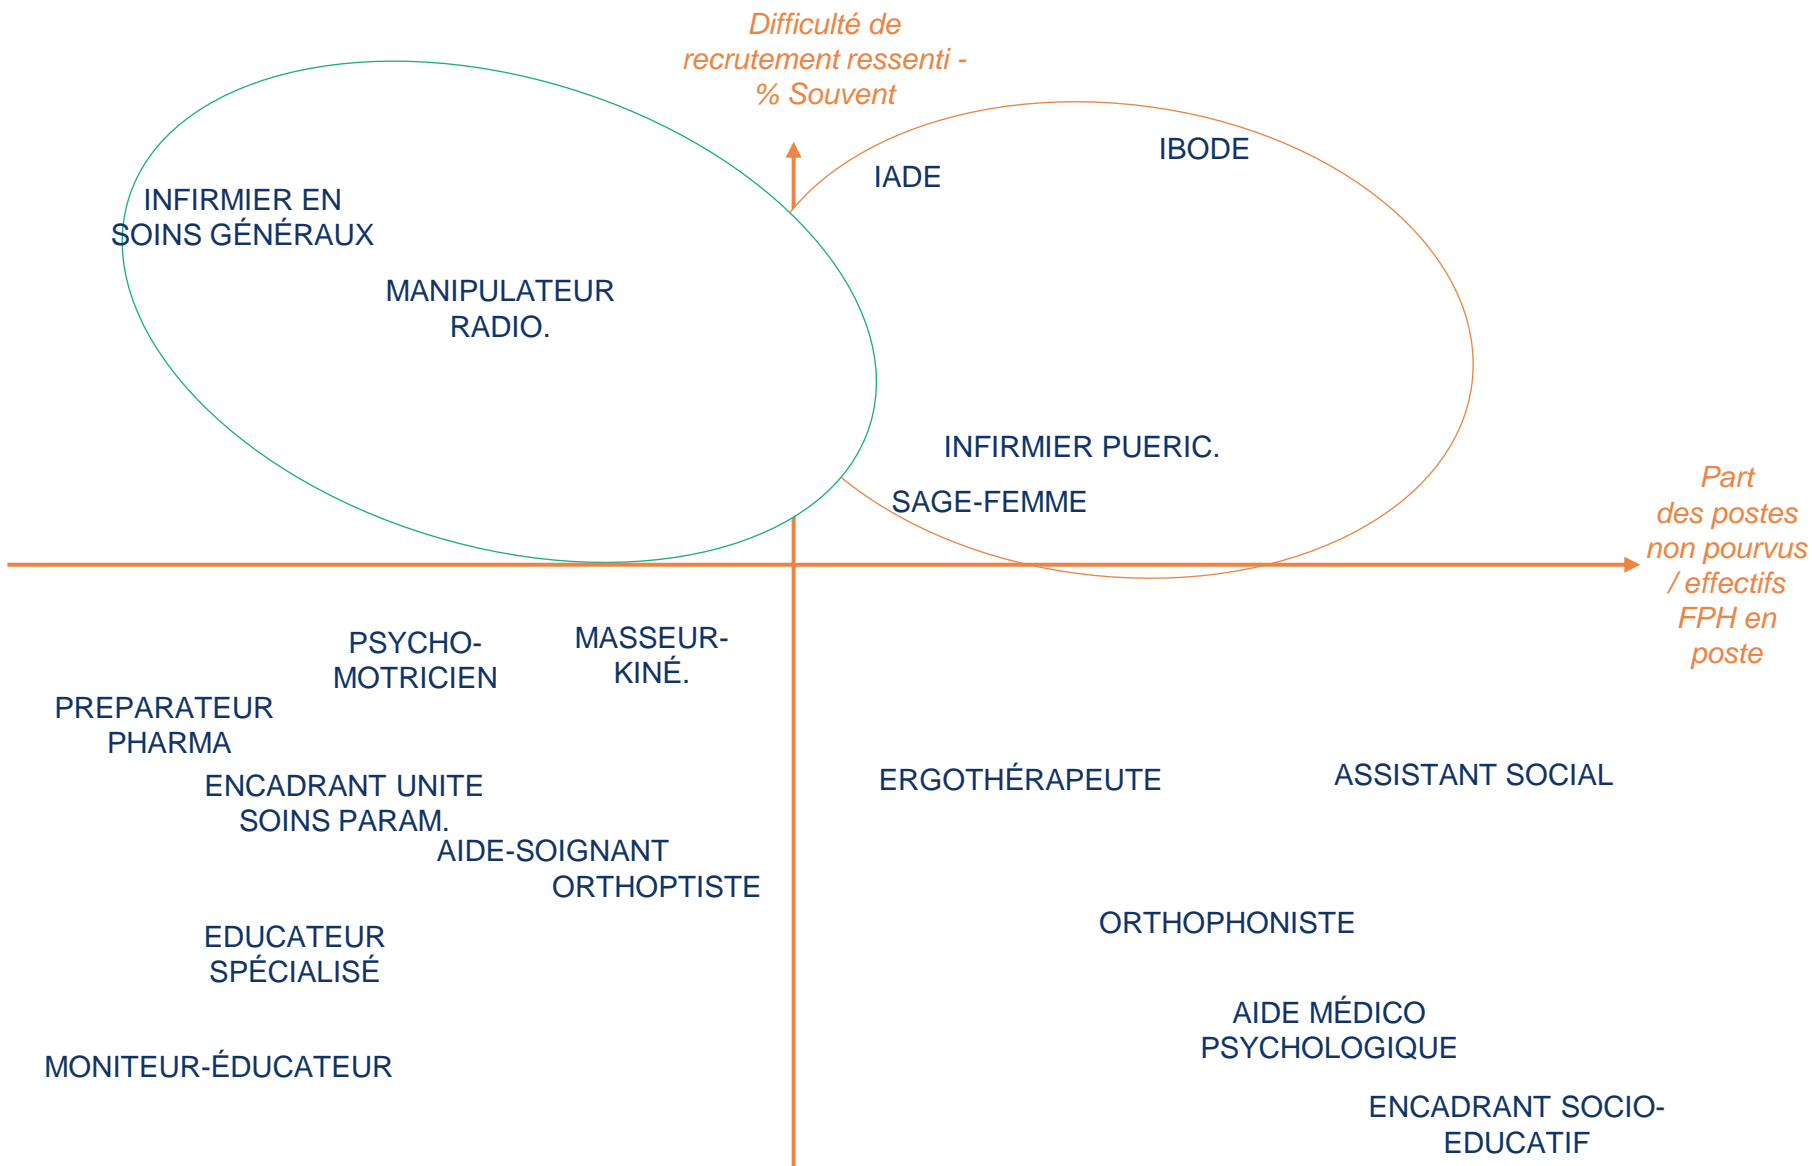 Difficulté de
recrutement ressenti -
% Souvent
IBODE
IADE
INFIRMIER EN
SOINS GÉNÉRAUX
MANIPULATEUR
RADIO.
INFIRMIER PUERIC.
SAGE-FEMME
Part
des postes
non pourvus
/ effectifs
FPH en
poste
PSYCHO-
MOTRICIEN
MASSEUR-
KINÉ.
PREPARATEUR
PHARMA
ENCADRANT UNITE
SOINS PARAM.
ERGOTHÉRAPEUTE
ASSISTANT SOCIAL
AIDE-SOIGNANT
ORTHOPTISTE
EDUCATEUR
SPÉCIALISÉ
ORTHOPHONISTE
AIDE MÉDICO
PSYCHOLOGIQUE
MONITEUR-ÉDUCATEUR
ENCADRANT SOCIO-
EDUCATIF